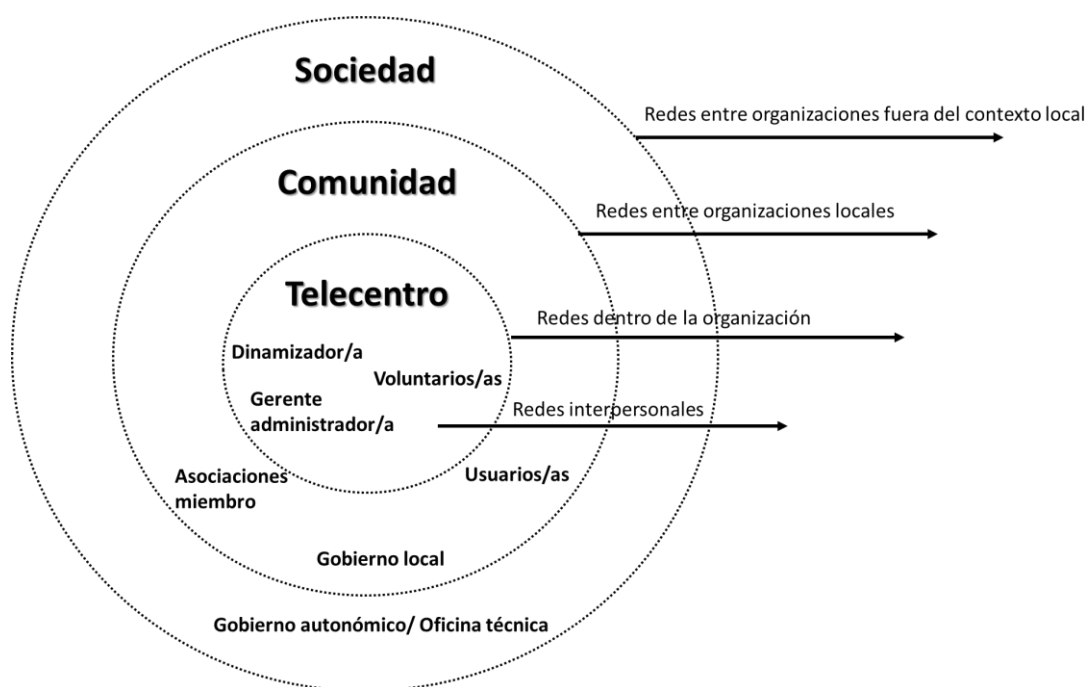 Sociedad
Redes entre organizaciones fuera del contexto local
Comunidad
Redes entre organizaciones locales
Telecentro
Redes dentro de la organización
Dinamizador/a
Voluntarios/as
Gerente
administrador/a
Redes interpersonales
Asociaciones
miembro
Usuarios/as
Gobierno local
Gobierno autonómico/ Oficina técnica